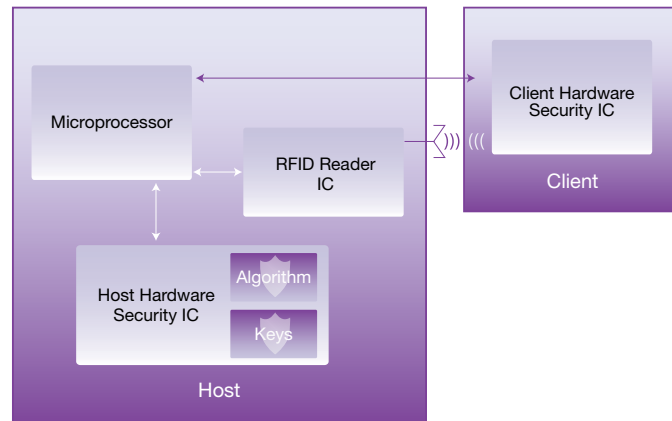 Microprocessor
Client Hardware
Security IC
RFID Reader
IC
Client
Host Hardware
Security IC
Algorithm
Keys
Host